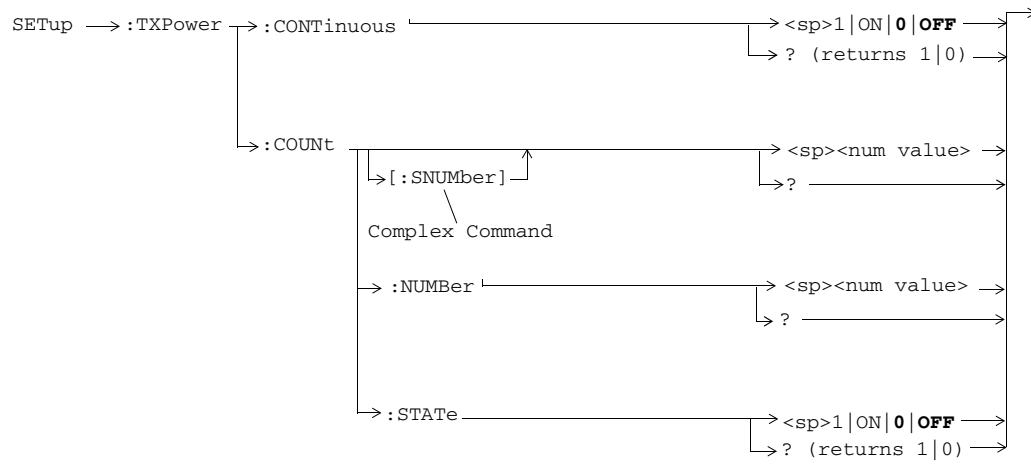 SETup :TXPower :CONTinuous <sp>1|ON|0|OFF
? (returns 1|0)
:COUNt <sp><num value>
[:SNUMber] ?
Complex Command
:NUMBer <sp><num value>
?
:STATe <sp>1|ON|0|OFF
? (returns 1|0)